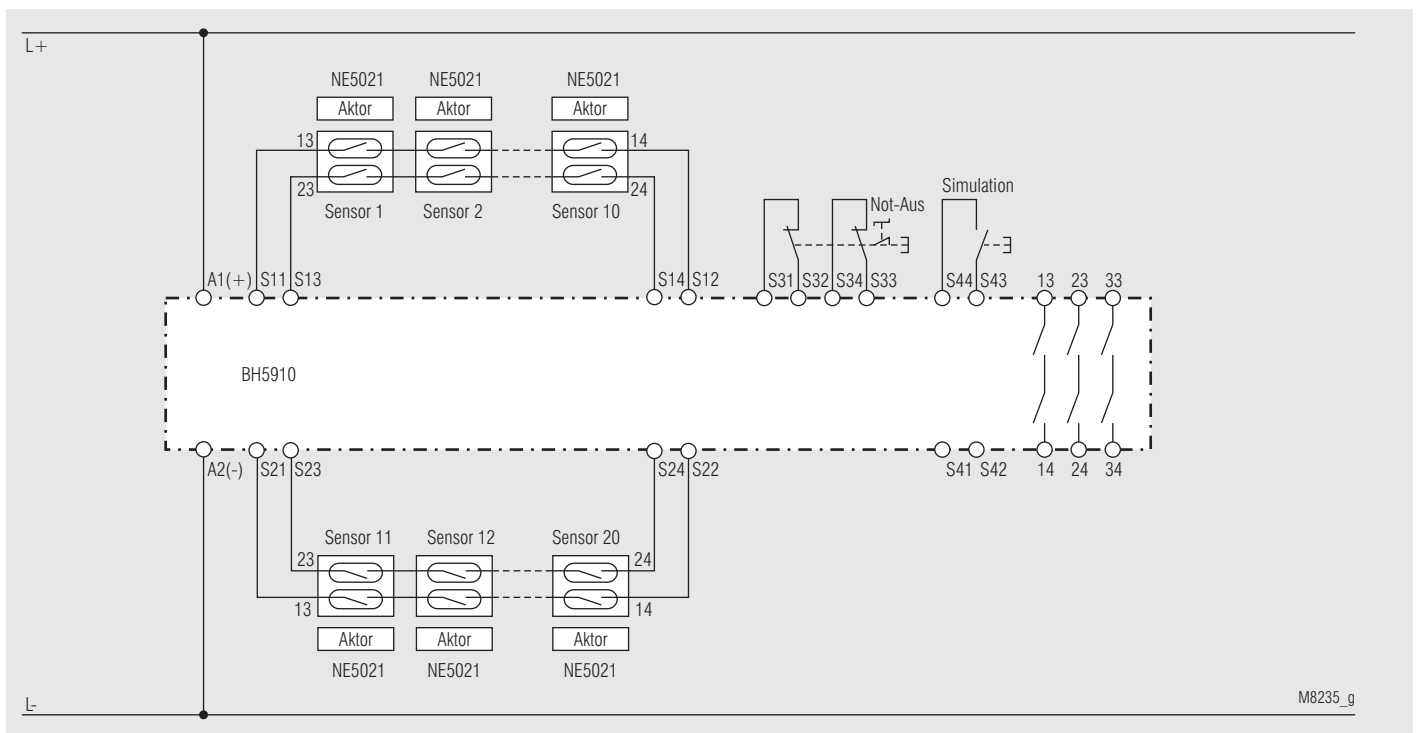 L+
NE5021 NE5021 NE5021
Aktor Aktor Aktor
13 14
23 24
Sensor 1 Sensor 2 Sensor 10
Simulation
Not-Aus
A1(+) S11 S13 S14 S12 S31 S32 S34 S33 S44 S43 13 23 33
BH5910
A2(-) S21 S23 S24 S22 S41 S42 14 24 34
Sensor 11 Sensor 12 Sensor 20
23 24
13 14
Aktor Aktor Aktor
NE5021 NE5021 NE5021
L-
M8235_g